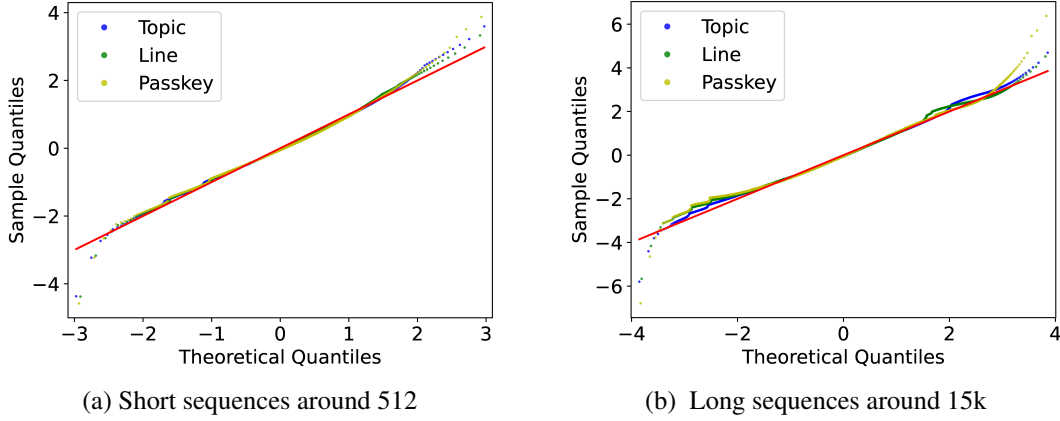 4
2
0
−2
−4
Sample Quantiles
Topic
Line
Passkey
−3 −2 −1 0 1 2 3
Theoretical Quantiles
(a) Short sequences around 512
6
4
2
0
−2
−4
−6
Sample Quantiles
Topic
Line
Passkey
−4 −2 0 2 4
Theoretical Quantiles
(b) Long sequences around 15k